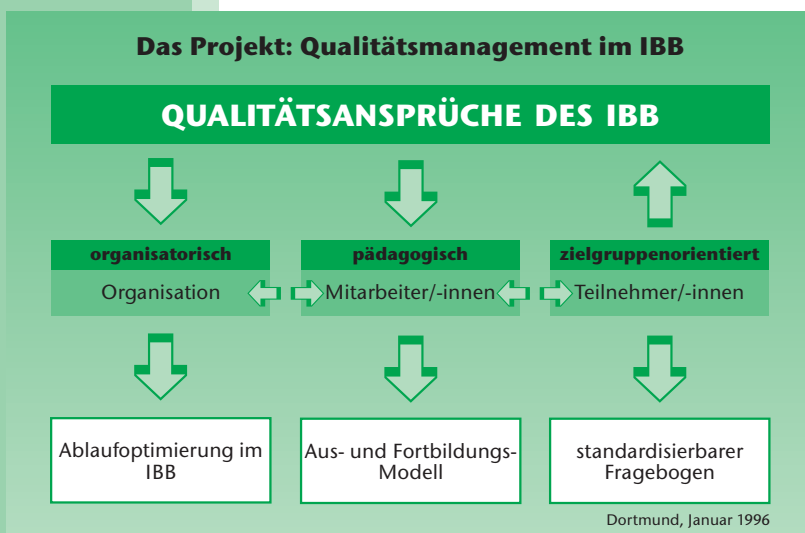 Das Projekt: Qualitätsmanagement im IBB
QUALITÄTSANSPRÜCHE DES IBB
organisatorisch
Organisation
pädagogisch
Mitarbeiter/-innen
zielgruppenorientiert
Teilnehmer/-innen
Ablaufoptimierung im
IBB
Aus- und Fortbildungs-
Modell
standardisierbarer
Fragebogen
Dortmund, Januar 1996